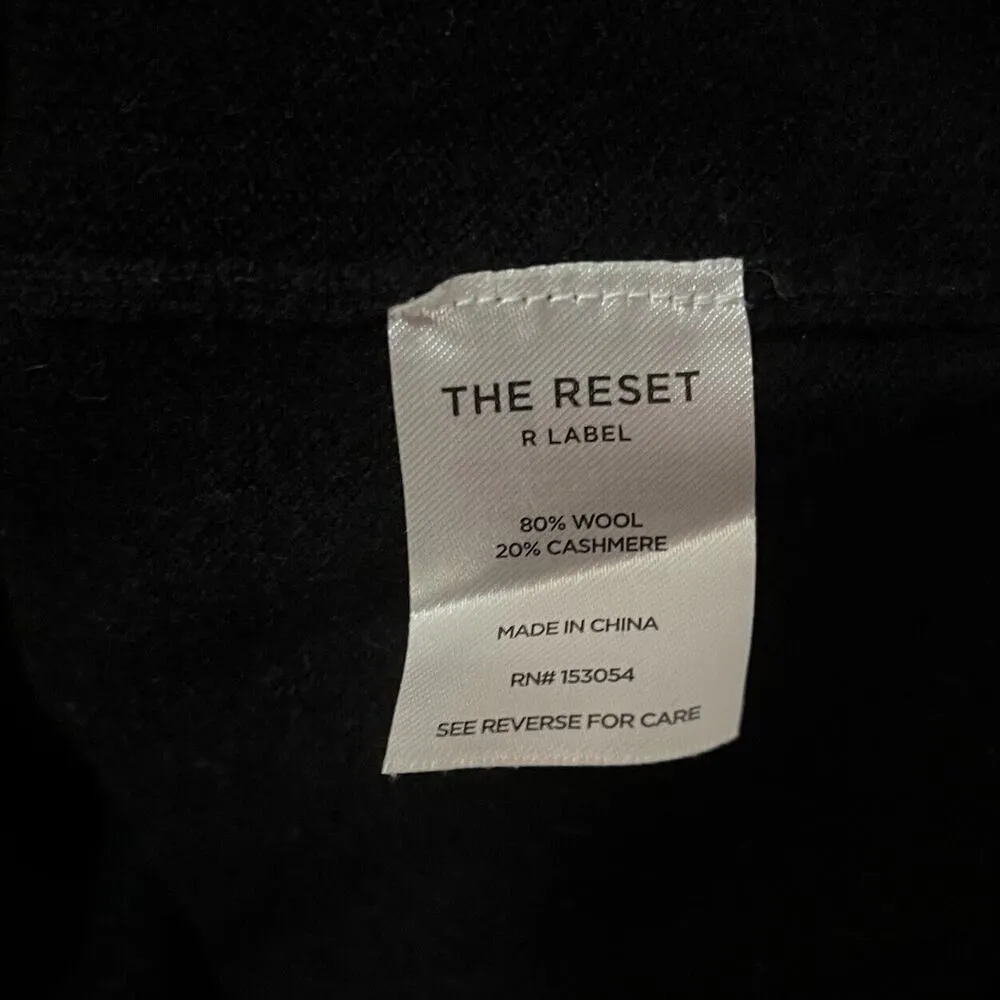 THE RESET
R LABEL
80% WOOL
20% CASHMERE
MADE IN CHINA
RN# 153054
SEE REVERSE FOR CARE